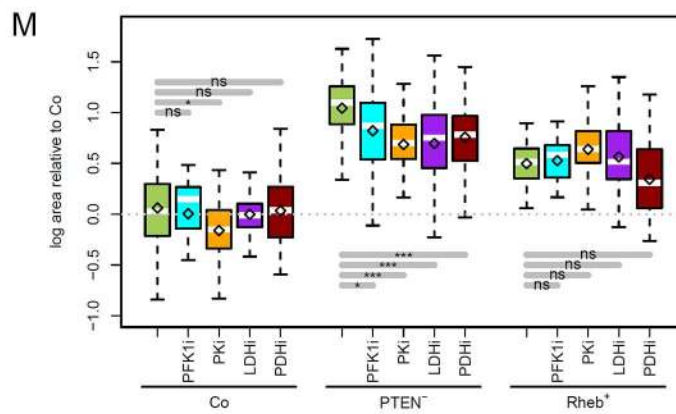 M
log area relative to Co
1.5
1.0
0.5
0.0
−0.5
−1.0
ns
ns
*
ns
***
***
***
*
ns
ns
ns
ns
PFK1i
PKi
LDHi
PDHi
PFK1i
PKi
LDHi
PDHi
PFK1i
PKi
LDHi
PDHi
Co
PTEN⁻
Rheb⁺